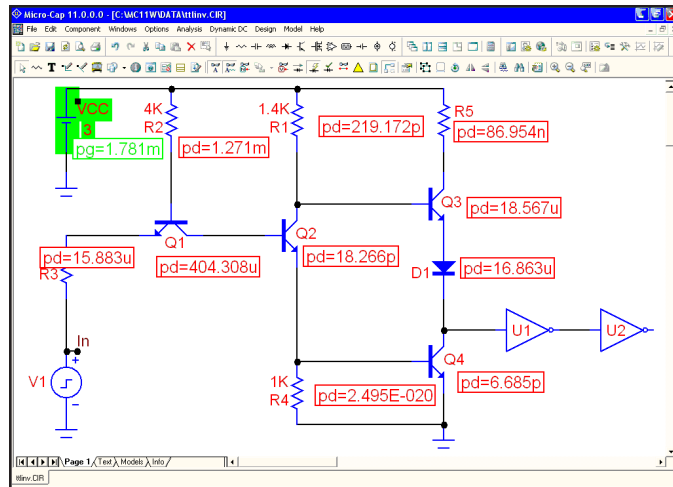 Micro-Cap 11.0.0.0 - [C:\MC11W\DATA\ttlinv.CIR]
File Edit Component Windows Options Analysis Dynamic DC Design Model Help
VCC
3
pg=1.781m
4K
R2
pd=1.271m
1.4K
R1
pd=219.172p
R5
pd=86.954n
Q3
pd=18.567u
Q1
pd=404.308u
Q2
pd=18.266p
pd=15.883u
R3
D1
pd=16.863u
U1
U2
In
V1
+
-
1K
R4
pd=2.495E-020
Q4
pd=6.685p
Page 1 Text Models Info
ttlinv.CIR